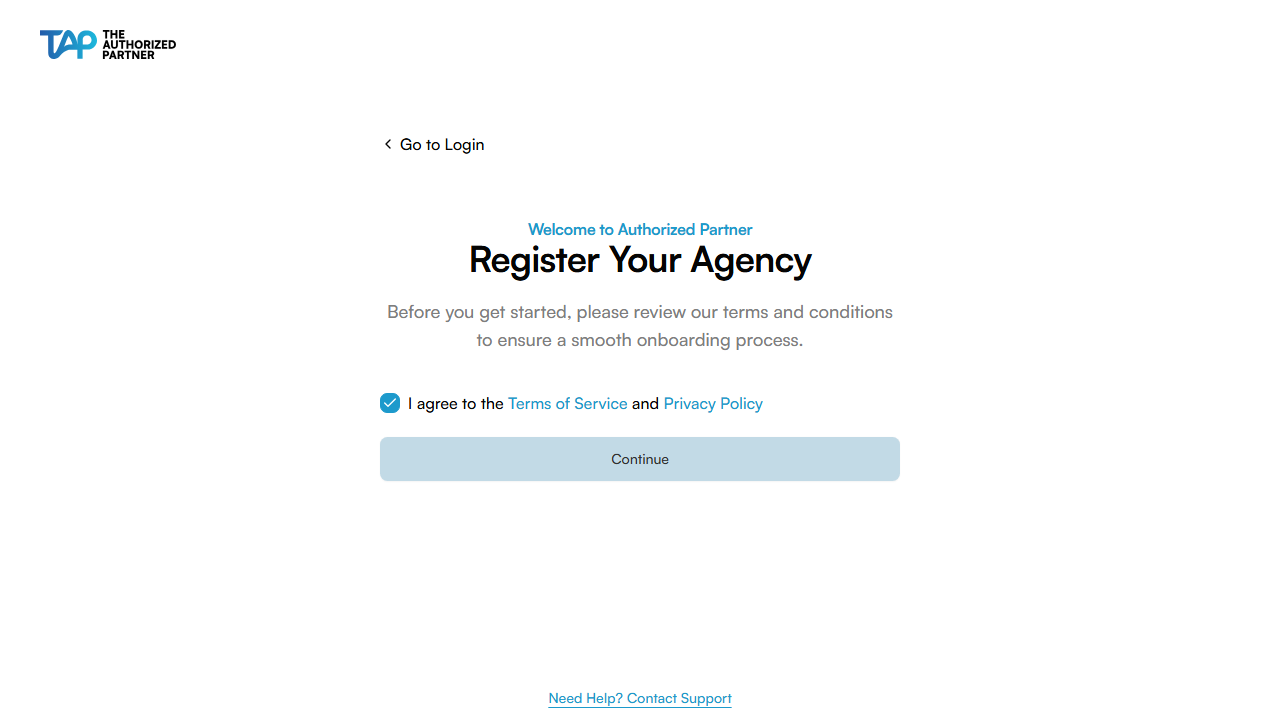 TAP THE
AUTHORIZED
PARTNER
Go to Login
Welcome to Authorized Partner
Register Your Agency
Before you get started, please review our terms and conditions
to ensure a smooth onboarding process.
I agree to the Terms of Service and Privacy Policy
Continue
Need Help? Contact Support